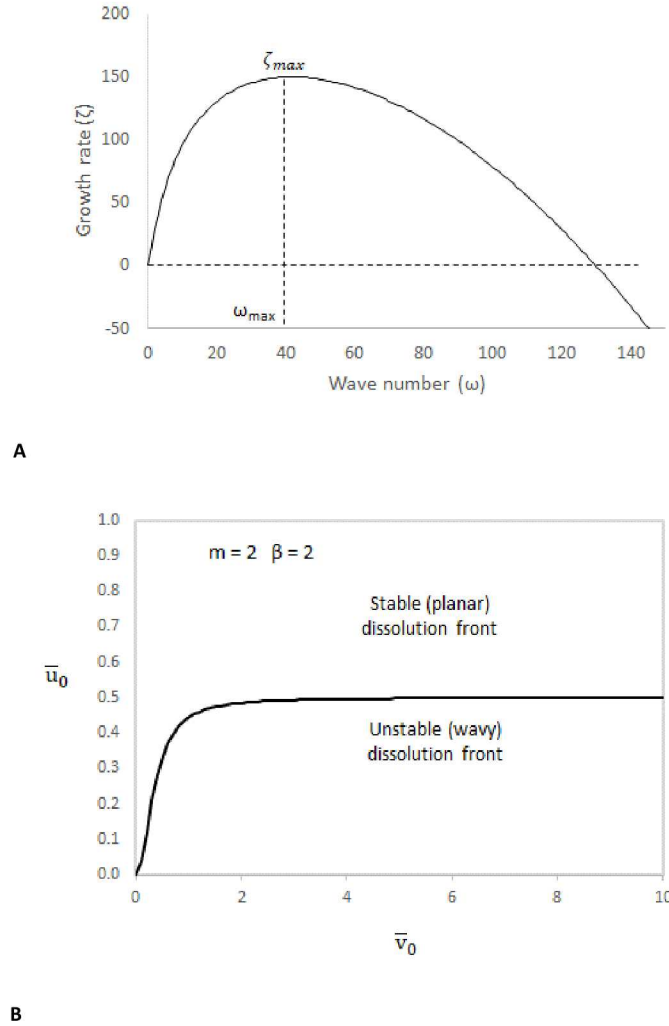 200
150
100
50
0
-50
Growth rate (ζ)
ζmax
ωmax
0 20 40 60 80 100 120 140
Wave number (ω)
A
1.0
0.9
0.8
0.7
0.6
0.5
0.4
0.3
0.2
0.1
0.0
u̅0
m = 2 β = 2
Stable (planar)
dissolution front
Unstable (wavy)
dissolution front
0 2 4 6 8 10
v̅0
B